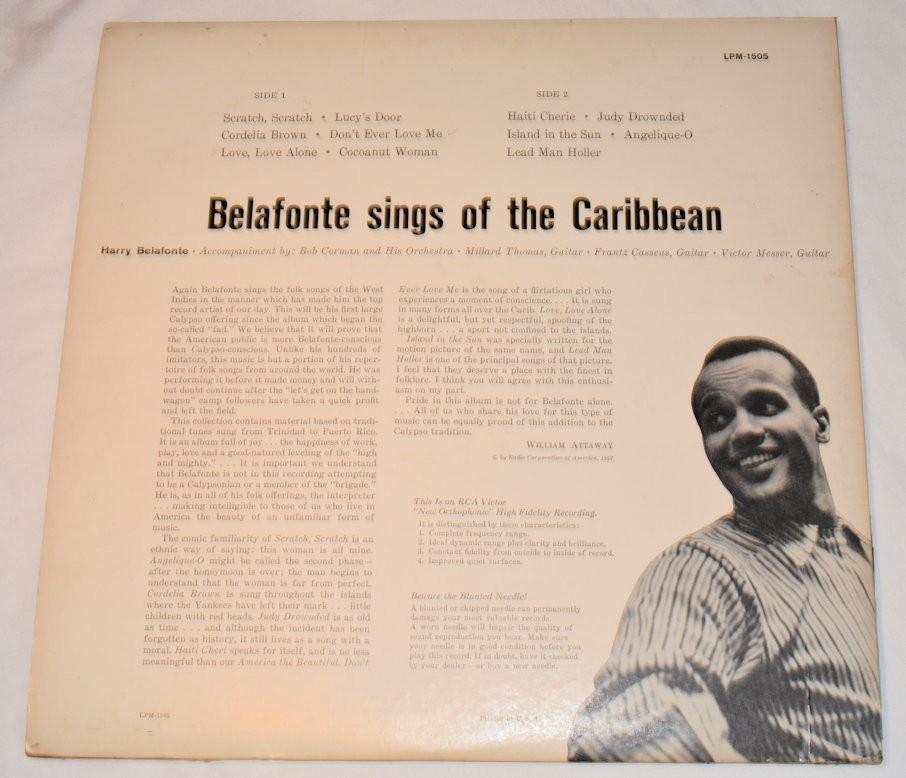 LPM-1505
SIDE 1
Scratch, Scratch • Lucy's Door
Cordelia Brown • Don't Ever Love Me
Love, Love Alone • Cocoanut Woman
SIDE 2
Haiti Cherie • Judy Drownded
Island in the Sun • Angelique-O
Lead Man Holler
Belafonte sings of the Caribbean
Harry Belafonte • Accompaniment by: Bob Corman and His Orchestra • Millard Thomas, Guitar • Frantz Casseus, Guitar • Victor Messer, Guitar
Again Belafonte sings the folk songs of the West
Indies in the manner which has made him the top
record artist of our day. This will be his first large
Calypso offering since the album which began the
so-called "fad." We believe that it will prove that
the American public is more Belafonte-conscious
than Calypso-conscious. Unlike his hundreds of
imitators, this music is but a portion of his reper-
toire of folk songs from around the world. He was
performing it before it made money and will with-
out doubt continue after the "let's get on the band-
wagon" camp followers have taken a quick profit
and left the field.
This collection contains material based on tradi-
tional tunes sung from Trinidad to Puerto Rico.
It is an album full of joy ... the happiness of work,
play, love and a good-natured leveling of the "high
and mighty." ... It is important we understand
that Belafonte is not in this recording attempting
to be a Calypsonian or a member of the "brigade."
He is, as in all of his folk offerings, the interpreter
... making intelligible to those of us who live in
America the beauty of an unfamiliar form of
music.
The comic familiarity of Scratch, Scratch is an
ethnic way of saying: this woman is all mine.
Angelique-O might be called the second phase—
after the honeymoon is over; the man begins to
understand that the woman is far from perfect.
Cordelia Brown is sung throughout the islands
where the Yankees have left their mark ... little
children with red heads. Judy Drownded is as old
as time ... and although the incident has been
forgotten as history, it still lives as a song with a
moral. Haiti Cheri speaks for itself, and is no less
meaningful than our America the Beautiful. Don't
Ever Love Me is the song of a flirtatious girl who
experiences a moment of conscience. ... It is sung
in many forms all over the Carib. Love, Love Alone
is a delightful, but yet respectful, spoofing of the
highborn ... a sport not confined to the islands.
Island in the Sun was specially written for the
motion picture of the same name, and Lead Man
Holler is one of the principal songs of that picture.
I feel that they deserve a place with the finest in
folklore. I think you will agree with this enthusi-
asm on my part.
Pride in this album is not for Belafonte alone.
... All of us who share his love for this type of
music can be equally proud of this addition to the
Calypso tradition.
WILLIAM ATTAWAY
© by Radio Corporation of America, 1957
This Is an RCA Victor
"New Orthophonic" High Fidelity Recording.
It is distinguished by these characteristics:
1. Complete frequency range.
2. Ideal dynamic range plus clarity and brilliance.
3. Constant fidelity from outside to inside of record.
4. Improved quiet surfaces.
Beware the Blunted Needle!
A blunted or chipped needle can permanently
damage your most valuable records.
A worn needle will impair the quality of
sound reproduction you hear. Make sure
your needle is in good condition before you
play this record. If in doubt, have it checked
by your dealer—or buy a new needle.
LPM-1505
Printed in U. S. A.